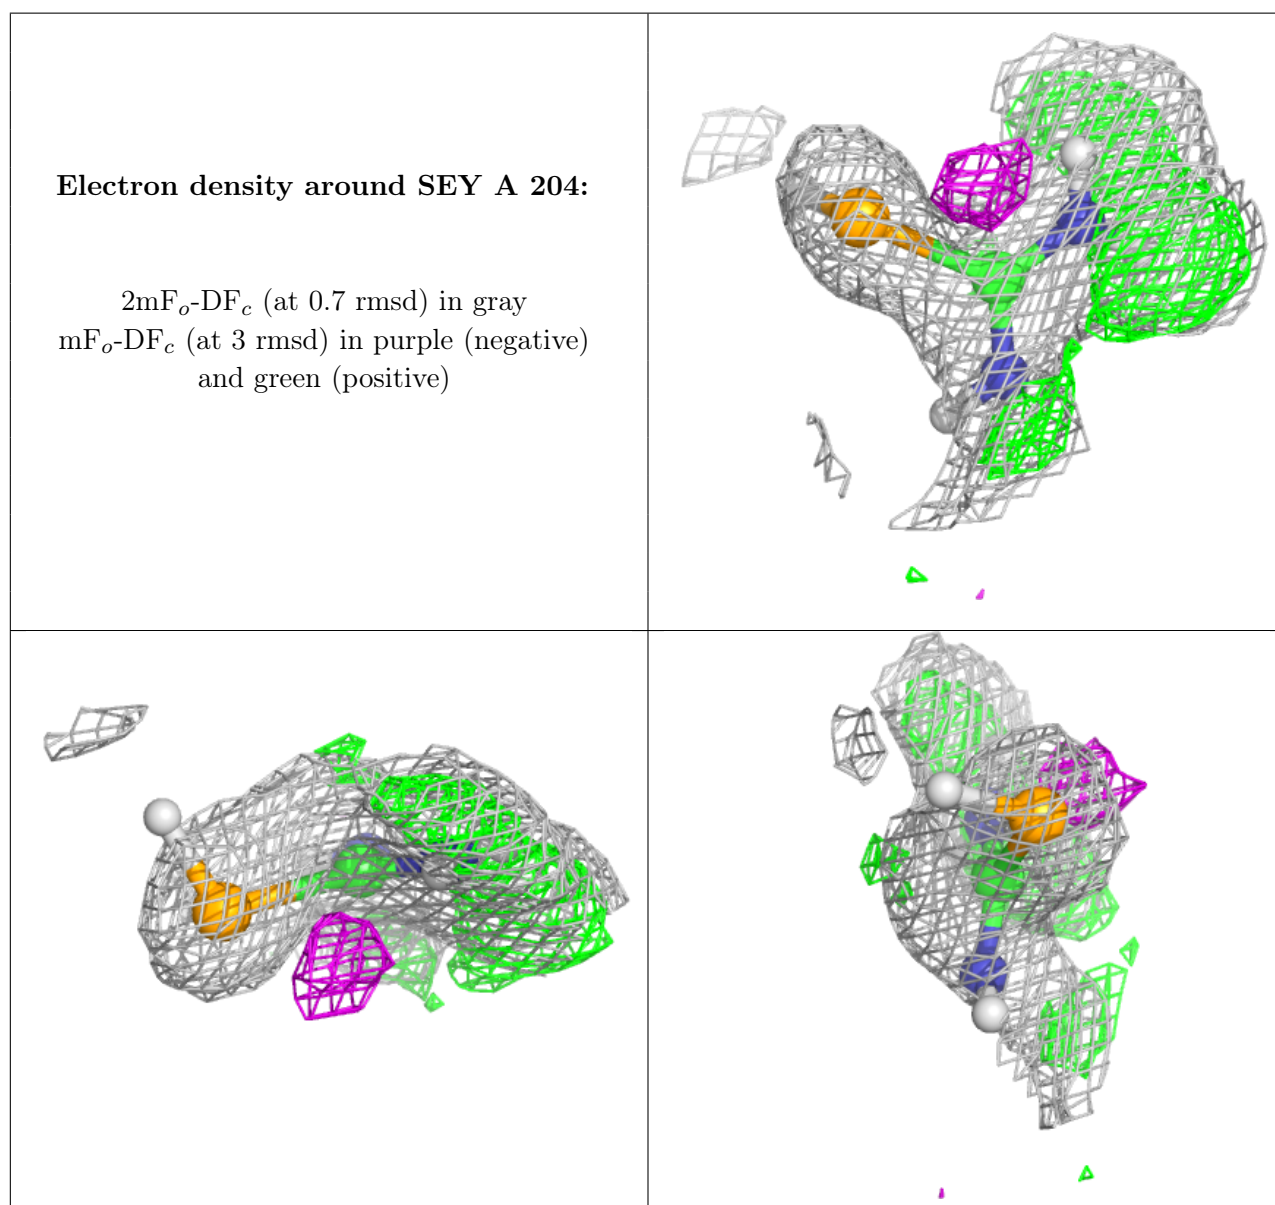 Electron density around SEY A 204:
2mFₒ-DF𝒸 (at 0.7 rmsd) in gray
mFₒ-DF𝒸 (at 3 rmsd) in purple (negative)
and green (positive)